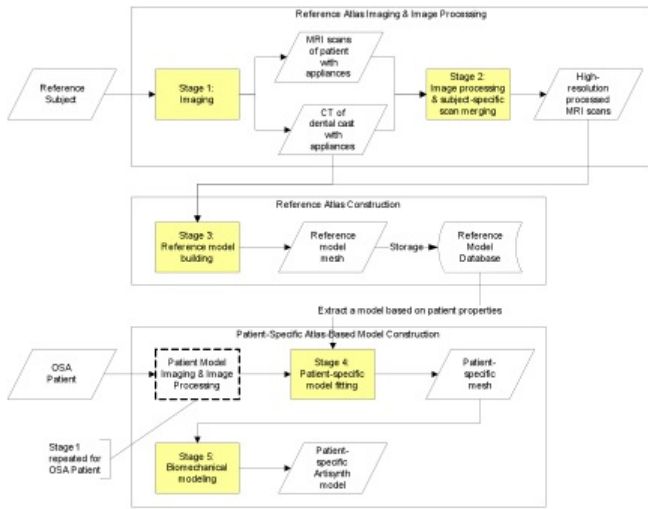 Reference Atlas Imaging & Image Processing
Reference
Subject
Stage 1:
Imaging
MRI scans
of patient
with
appliances
CT of
dental cast
with
appliances
Stage 2:
Image processing
& subject-specific
scan merging
High-
resolution
processed
MRI scans
Reference Atlas Construction
Stage 3:
Reference model
building
Reference
model
mesh
Storage
Reference
Model
Database
Extract a model based on patient properties
Patient-Specific Atlas-Based Model Construction
OSA
Patient
Patient Model
Imaging & Image
Processing
Stage 4:
Patient-specific
model fitting
Patient-
specific
mesh
Stage 1
repeated for
OSA Patient
Stage 5:
Biomechanical
modeling
Patient-
specific
Artisynth
model